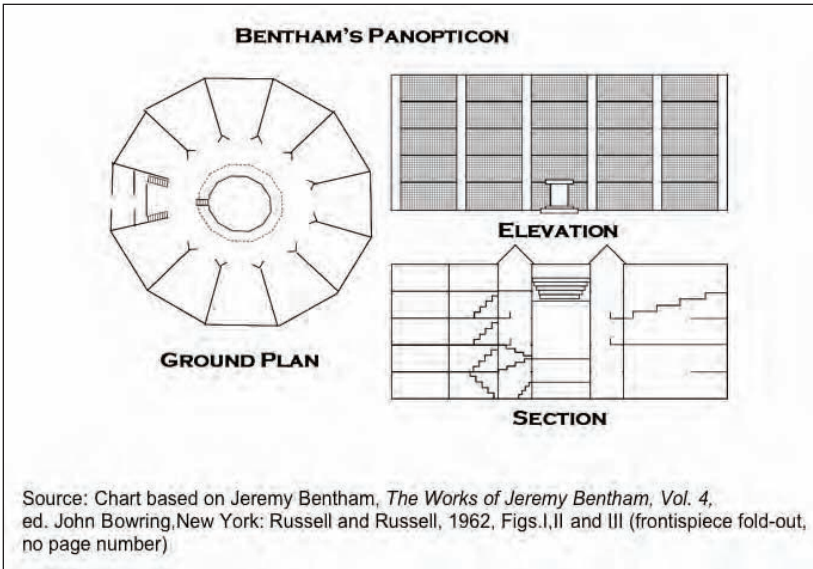 BENTHAM'S PANOPTICON
ELEVATION
GROUND PLAN
SECTION
Source: Chart based on Jeremy Bentham, The Works of Jeremy Bentham, Vol. 4,
ed. John Bowring,New York: Russell and Russell, 1962, Figs.I,II and III (frontispiece fold-out,
no page number)